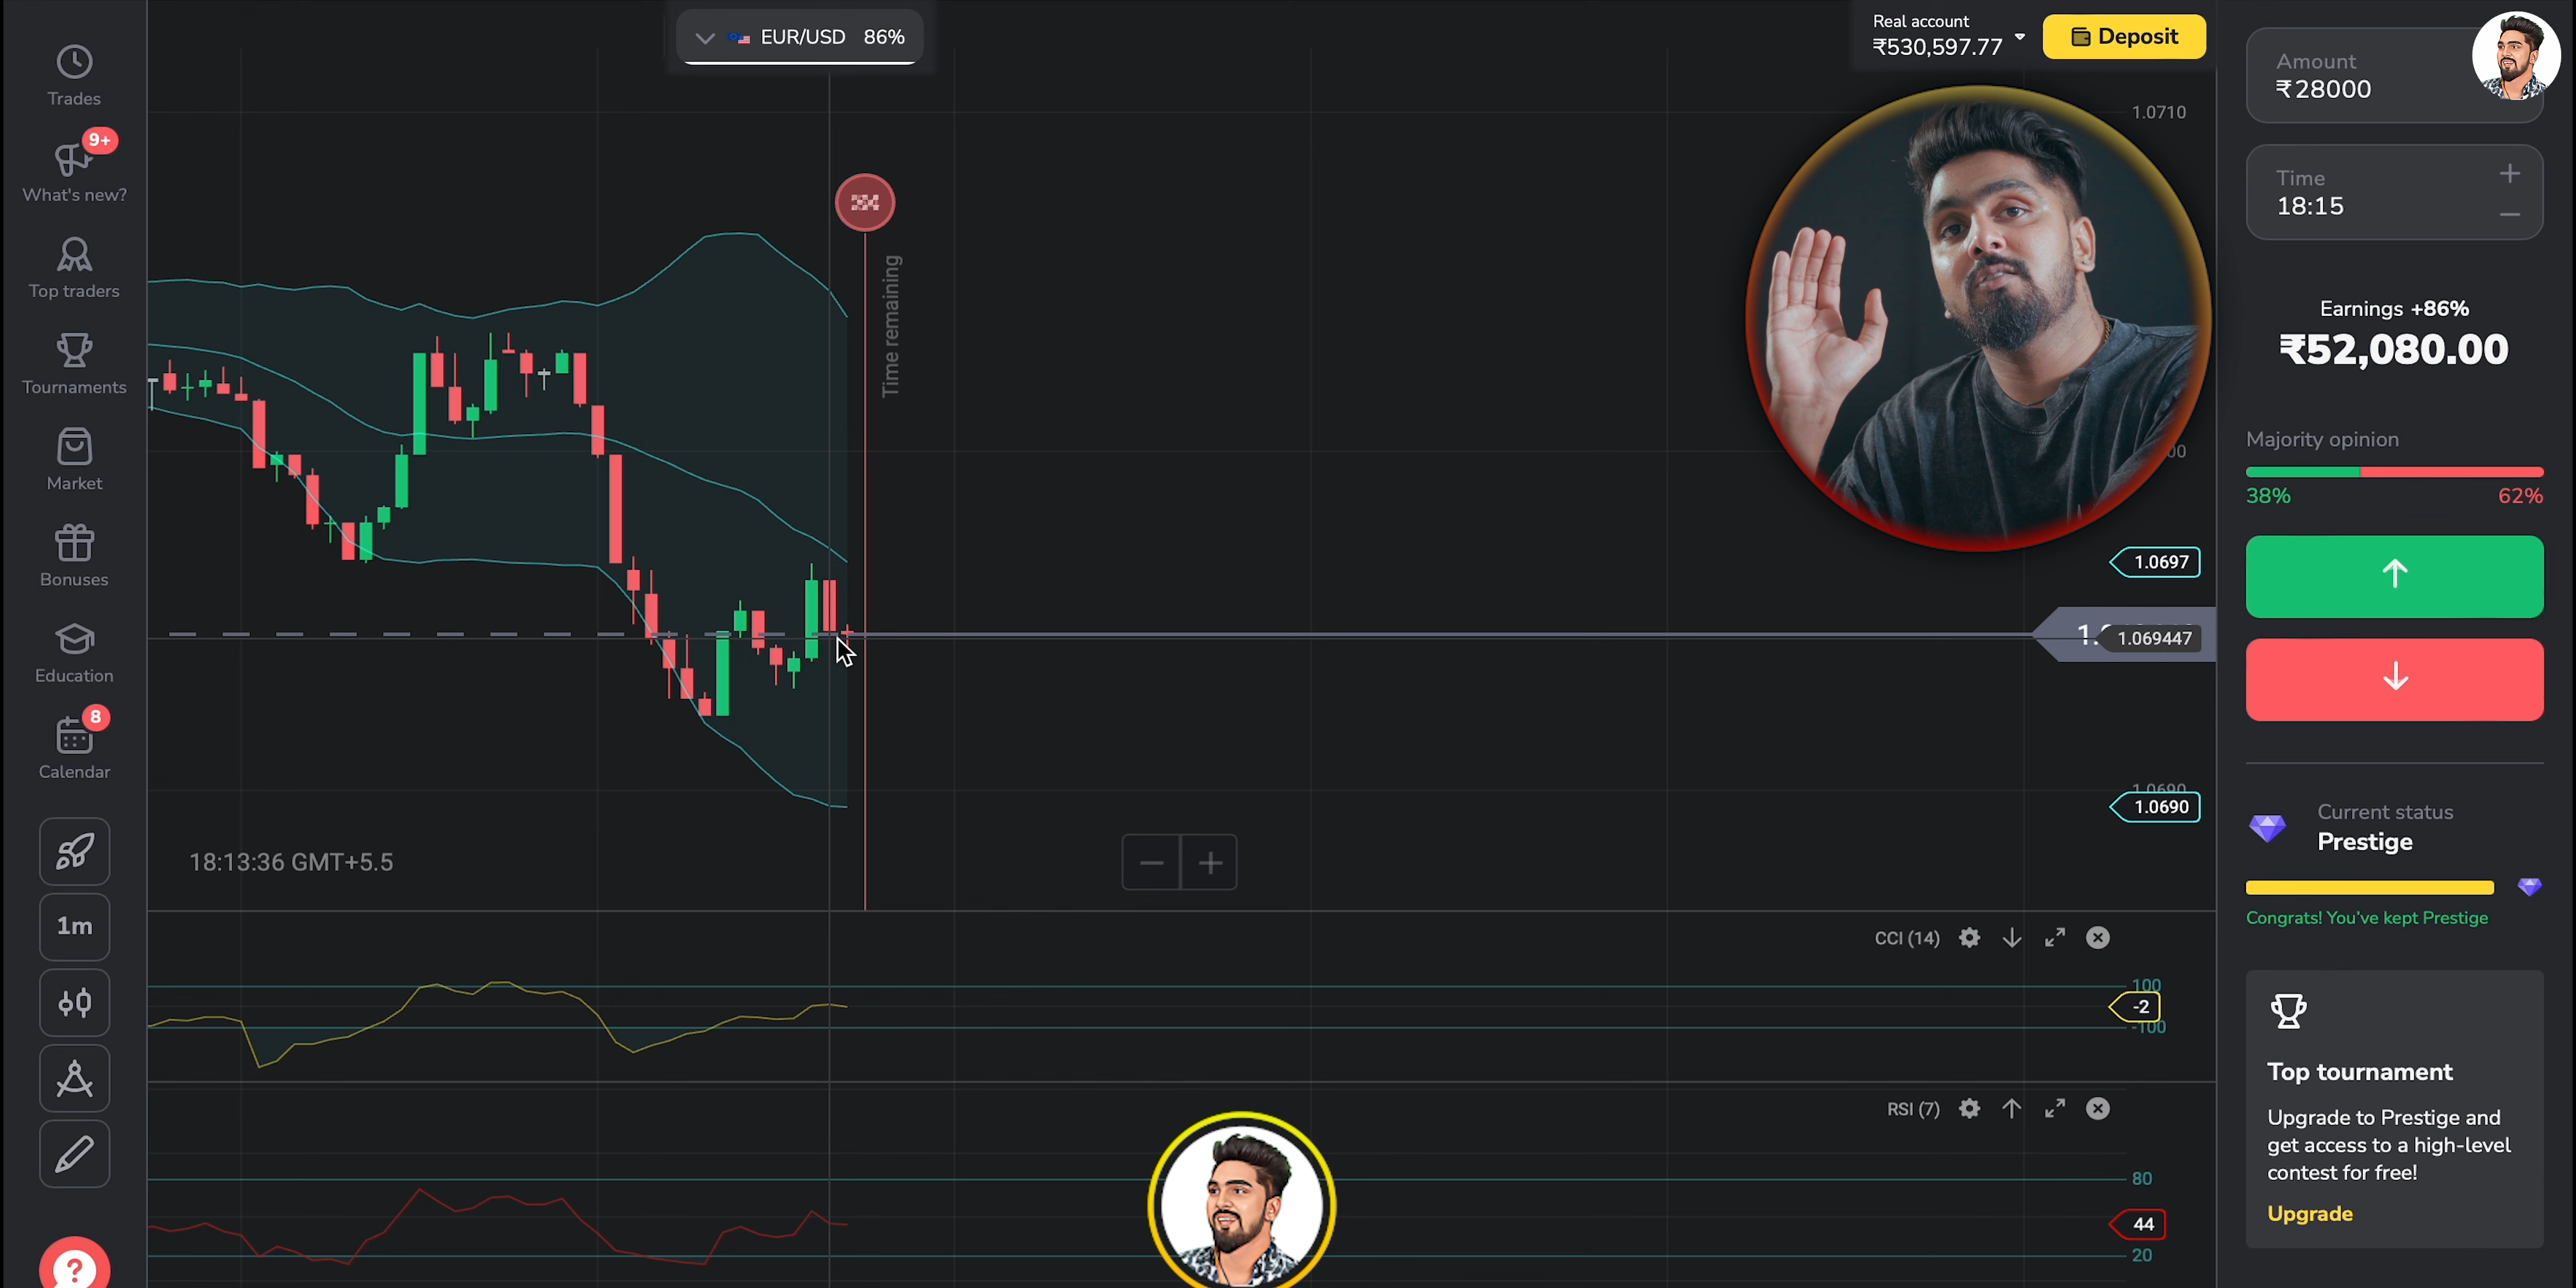 Trades
9+
What's new?
Top traders
Tournaments
Market
Bonuses
Education
8
Calendar
1m
?
EUR/USD 86%
Time remaining
18:13:36 GMT+5.5
Real account
₹530,597.77
Deposit
1.0710
00
1.0697
1.069447
1.0690
1.0690
CCI (14)
100
-2
-100
RSI (7)
80
44
20
Amount
₹28000
Time
18:15
Earnings +86%
₹52,080.00
Majority opinion
38% 62%
Current status
Prestige
Congrats! You've kept Prestige
Top tournament
Upgrade to Prestige and
get access to a high-level
contest for free!
Upgrade